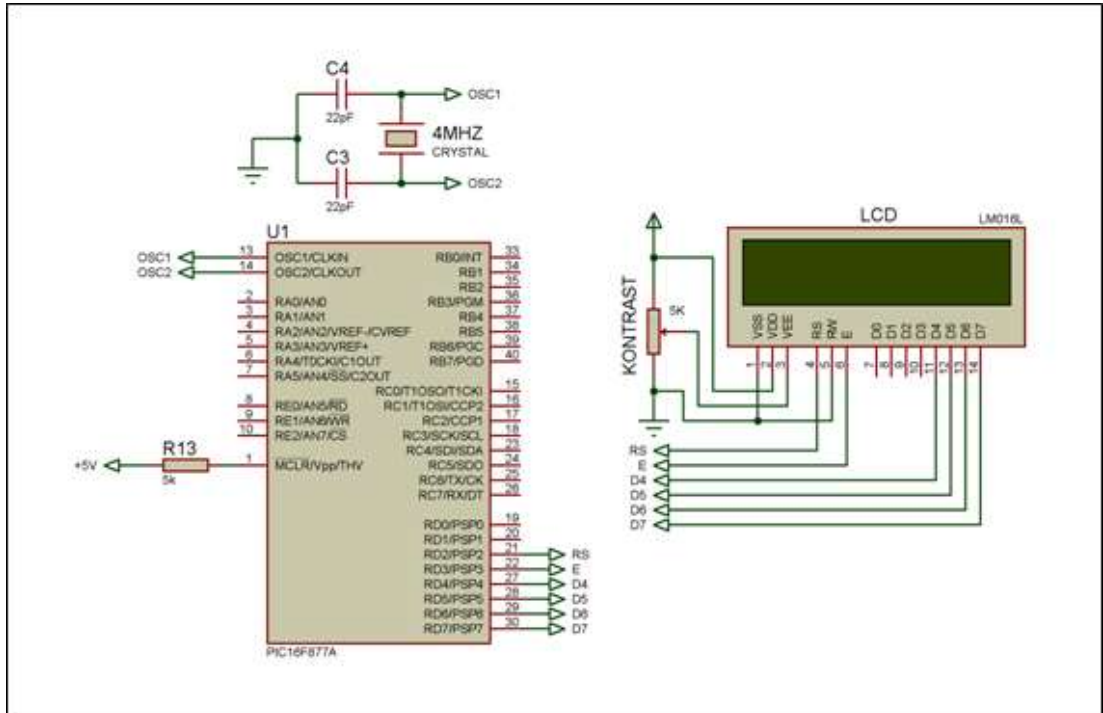 C4
22pF
OSC1
4MHZ
CRYSTAL
C3
22pF
OSC2
U1
OSC1
OSC2
13
14
OSC1/CLKIN
OSC2/CLKOUT
2
3
4
5
6
7
RA0/AN0
RA1/AN1
RA2/AN2/VREF-/CVREF
RA3/AN3/VREF+
RA4/T0CKI/C1OUT
RA5/AN4/SS/C2OUT
8
9
10
RE0/AN5/RD
RE1/AN6/WR
RE2/AN7/CS
R13
+5V
5k
1
MCLR/Vpp/THV
RB0/INT
RB1
RB2
RB3/PGM
RB4
RB5
RB6/PGC
RB7/PGD
33
34
35
36
37
38
39
40
RC0/T1OSO/T1CKI
RC1/T1OSI/CCP2
RC2/CCP1
RC3/SCK/SCL
RC4/SDI/SDA
RC5/SDO
RC6/TX/CK
RC7/RX/DT
15
16
17
18
23
24
25
26
RD0/PSP0
RD1/PSP1
RD2/PSP2
RD3/PSP3
RD4/PSP4
RD5/PSP5
RD6/PSP6
RD7/PSP7
19
20
21
22
27
28
29
30
RS
E
D4
D5
D6
D7
PIC16F877A
LCD
LM016L
KONTRAST
5K
VSS
VDD
VEE
RS
RW
E
D0
D1
D2
D3
D4
D5
D6
D7
1
2
3
4
5
6
7
8
9
10
11
12
13
14
RS
E
D4
D5
D6
D7